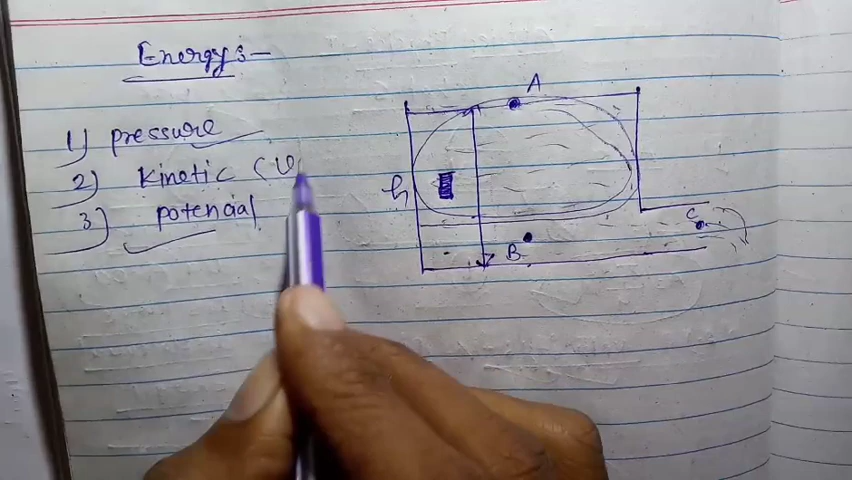 Energy :-
1) pressure
2) Kinetic (v
3) potencial
A
h
B
C